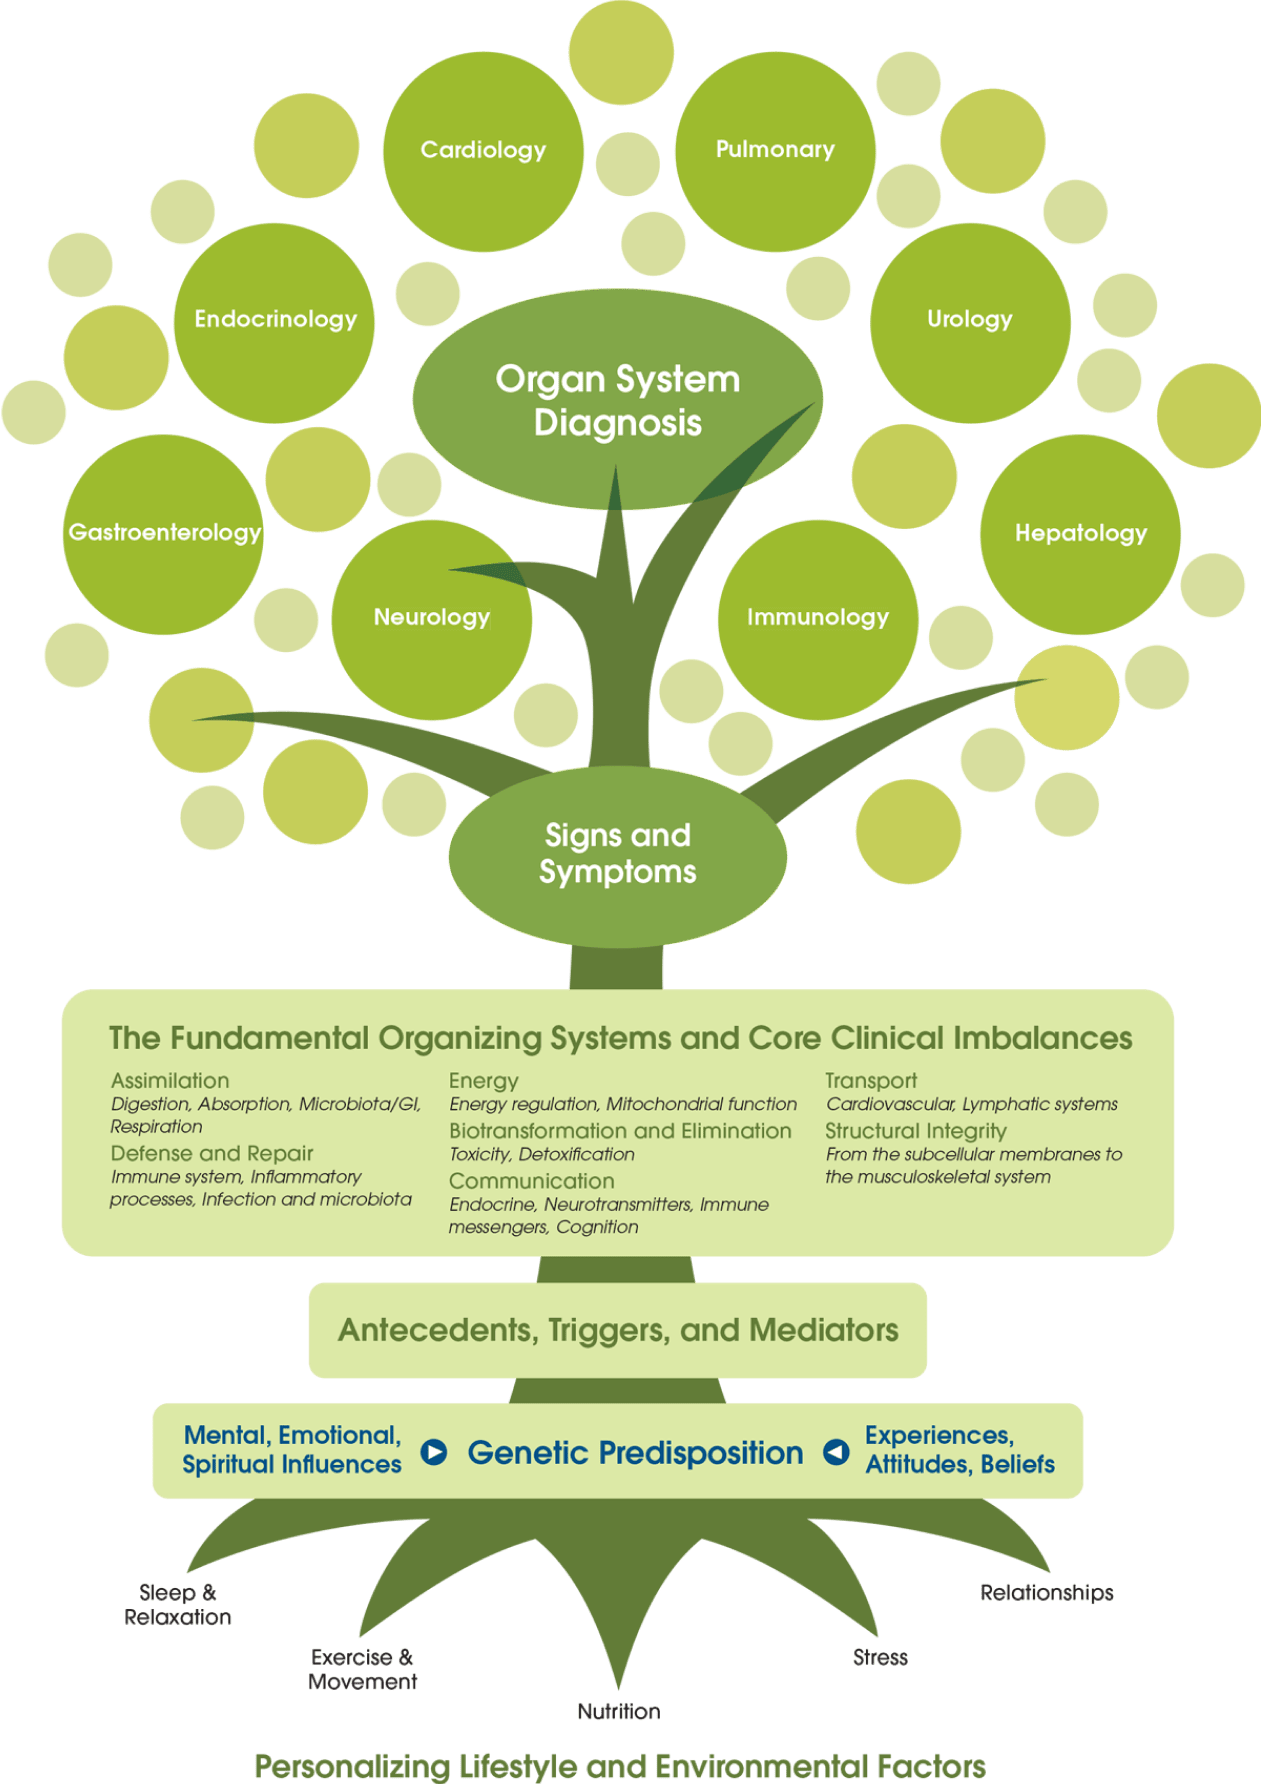 Cardiology
Pulmonary
Endocrinology
Urology
Organ System
Diagnosis
Gastroenterology
Hepatology
Neurology
Immunology
Signs and
Symptoms
The Fundamental Organizing Systems and Core Clinical Imbalances
Assimilation
Digestion, Absorption, Microbiota/GI,
Respiration
Defense and Repair
Immune system, Inflammatory
processes, Infection and microbiota
Energy
Energy regulation, Mitochondrial function
Biotransformation and Elimination
Toxicity, Detoxification
Communication
Endocrine, Neurotransmitters, Immune
messengers, Cognition
Transport
Cardiovascular, Lymphatic systems
Structural Integrity
From the subcellular membranes to
the musculoskeletal system
Antecedents, Triggers, and Mediators
Mental, Emotional,
Spiritual Influences
Genetic Predisposition
Experiences,
Attitudes, Beliefs
Sleep &
Relaxation
Exercise &
Movement
Nutrition
Stress
Relationships
Personalizing Lifestyle and Environmental Factors